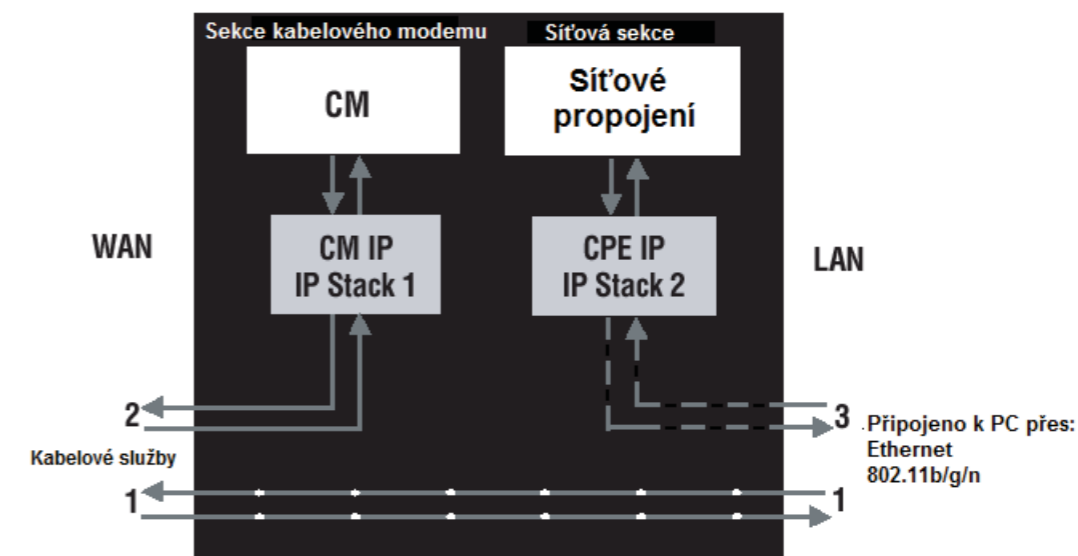 Sekce kabelového modemu
Síťová sekce
CM
Síťové
propojení
WAN
CM IP
IP Stack 1
CPE IP
IP Stack 2
LAN
2
3
Připojeno k PC přes:
Ethernet
802.11b/g/n
Kabelové služby
1
1